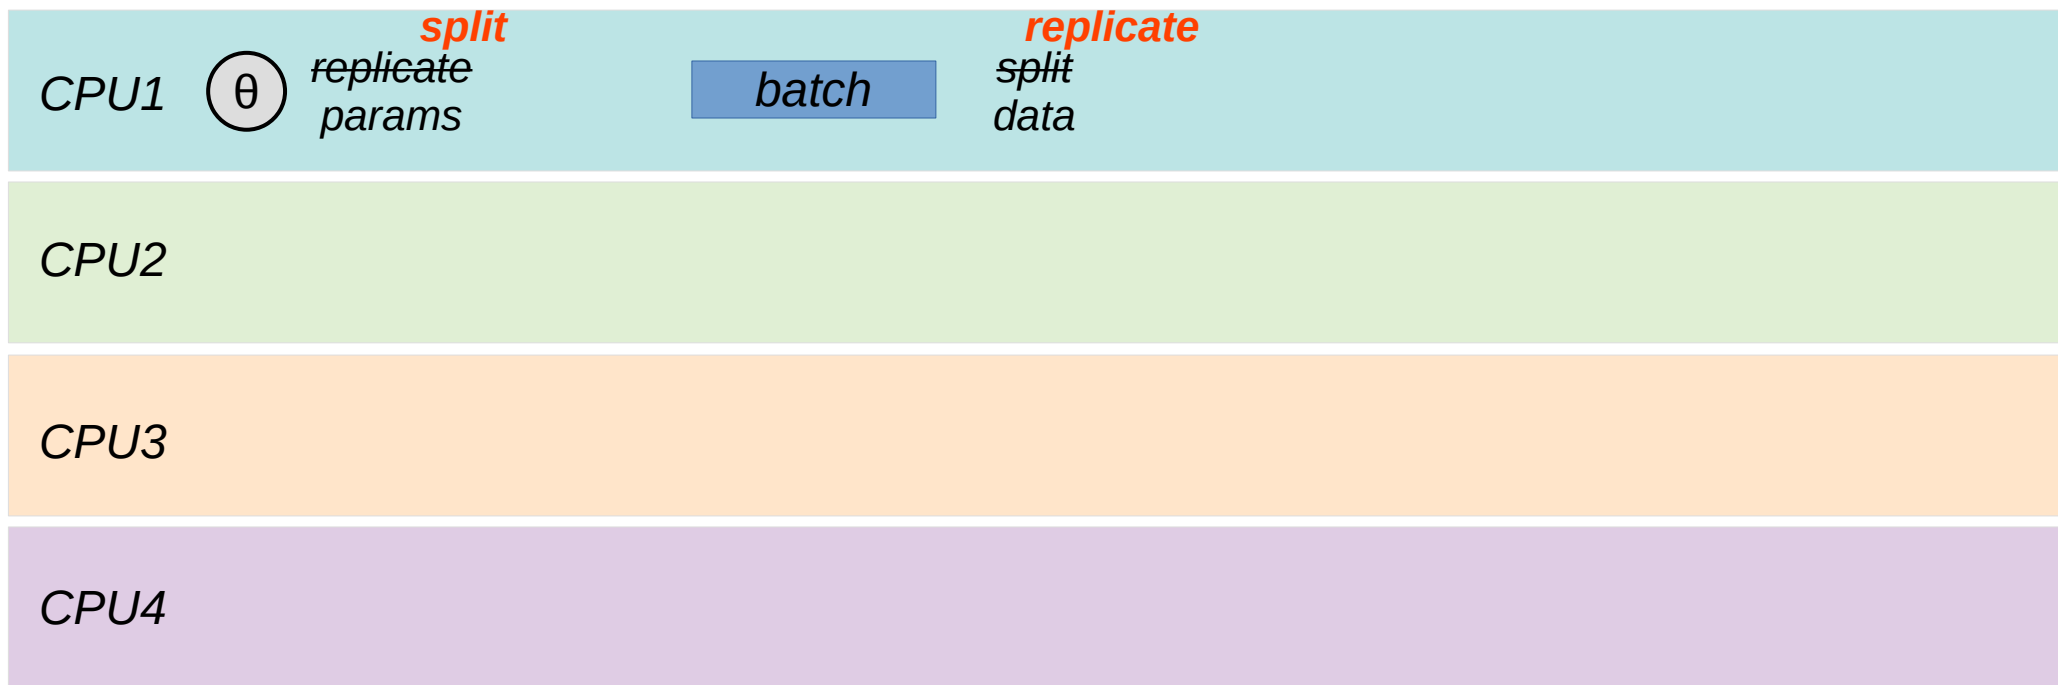 split
replicate
CPU1
θ
replicate
params
batch
split
data
CPU2
CPU3
CPU4